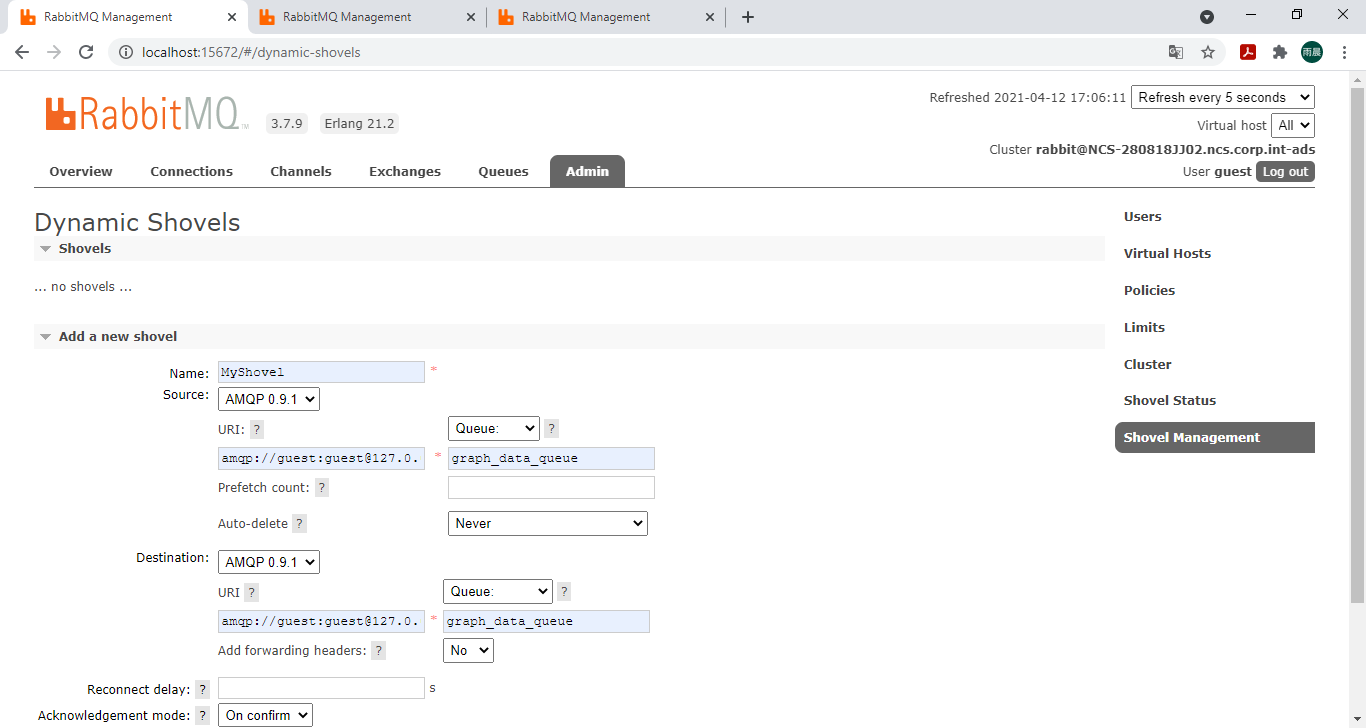 RabbitMQ Management
RabbitMQ Management
RabbitMQ Management
localhost:15672/#/dynamic-shovels
雨晨
RabbitMQ TM
3.7.9
Erlang 21.2
Refreshed 2021-04-12 17:06:11 Refresh every 5 seconds
Virtual host All
Cluster rabbit@NCS-280818JJ02.ncs.corp.int-ads
User guest Log out
Overview Connections Channels Exchanges Queues Admin
Dynamic Shovels
Shovels
... no shovels ...
Add a new shovel
Name: MyShovel *
Source: AMQP 0.9.1
URI: ? Queue: ?
amqp://guest:guest@127.0. * graph_data_queue
Prefetch count: ?
Auto-delete ? Never
Destination: AMQP 0.9.1
URI ? Queue: ?
amqp://guest:guest@127.0. * graph_data_queue
Add forwarding headers: ? No
Reconnect delay: ? s
Acknowledgement mode: ? On confirm
Users
Virtual Hosts
Policies
Limits
Cluster
Shovel Status
Shovel Management